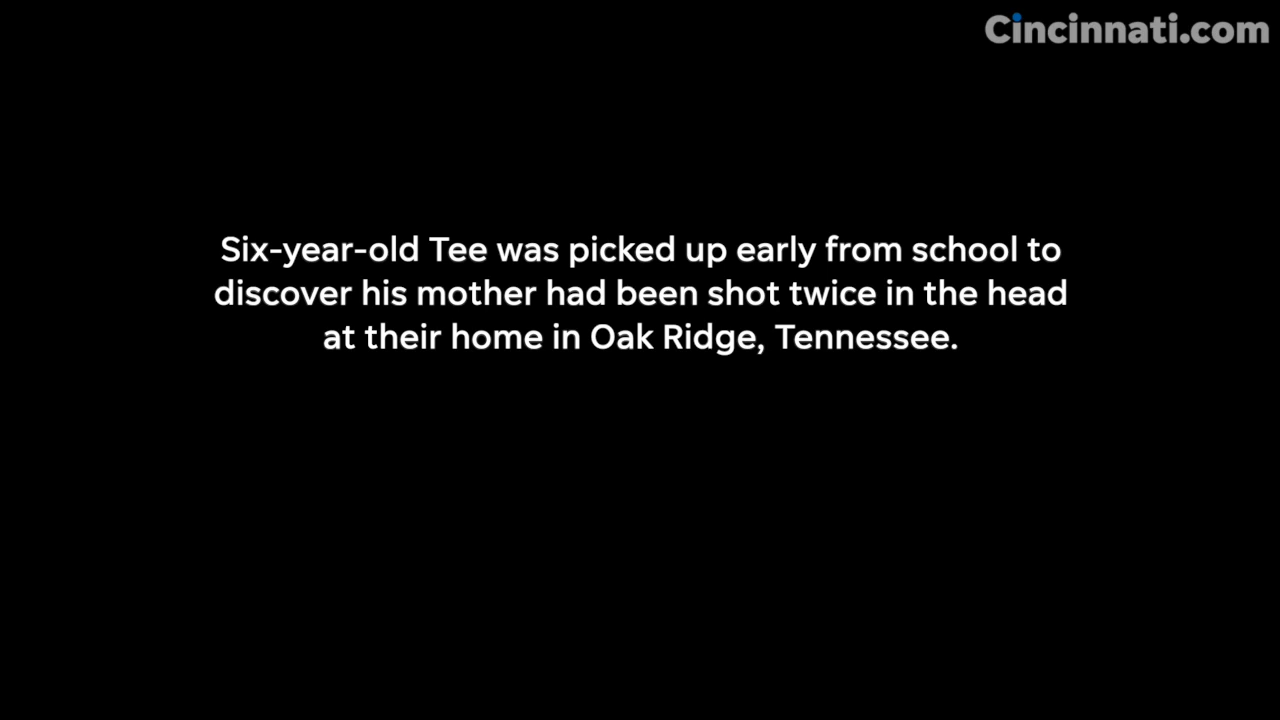 Cincinnati.com
Six-year-old Tee was picked up early from school to
discover his mother had been shot twice in the head
at their home in Oak Ridge, Tennessee.